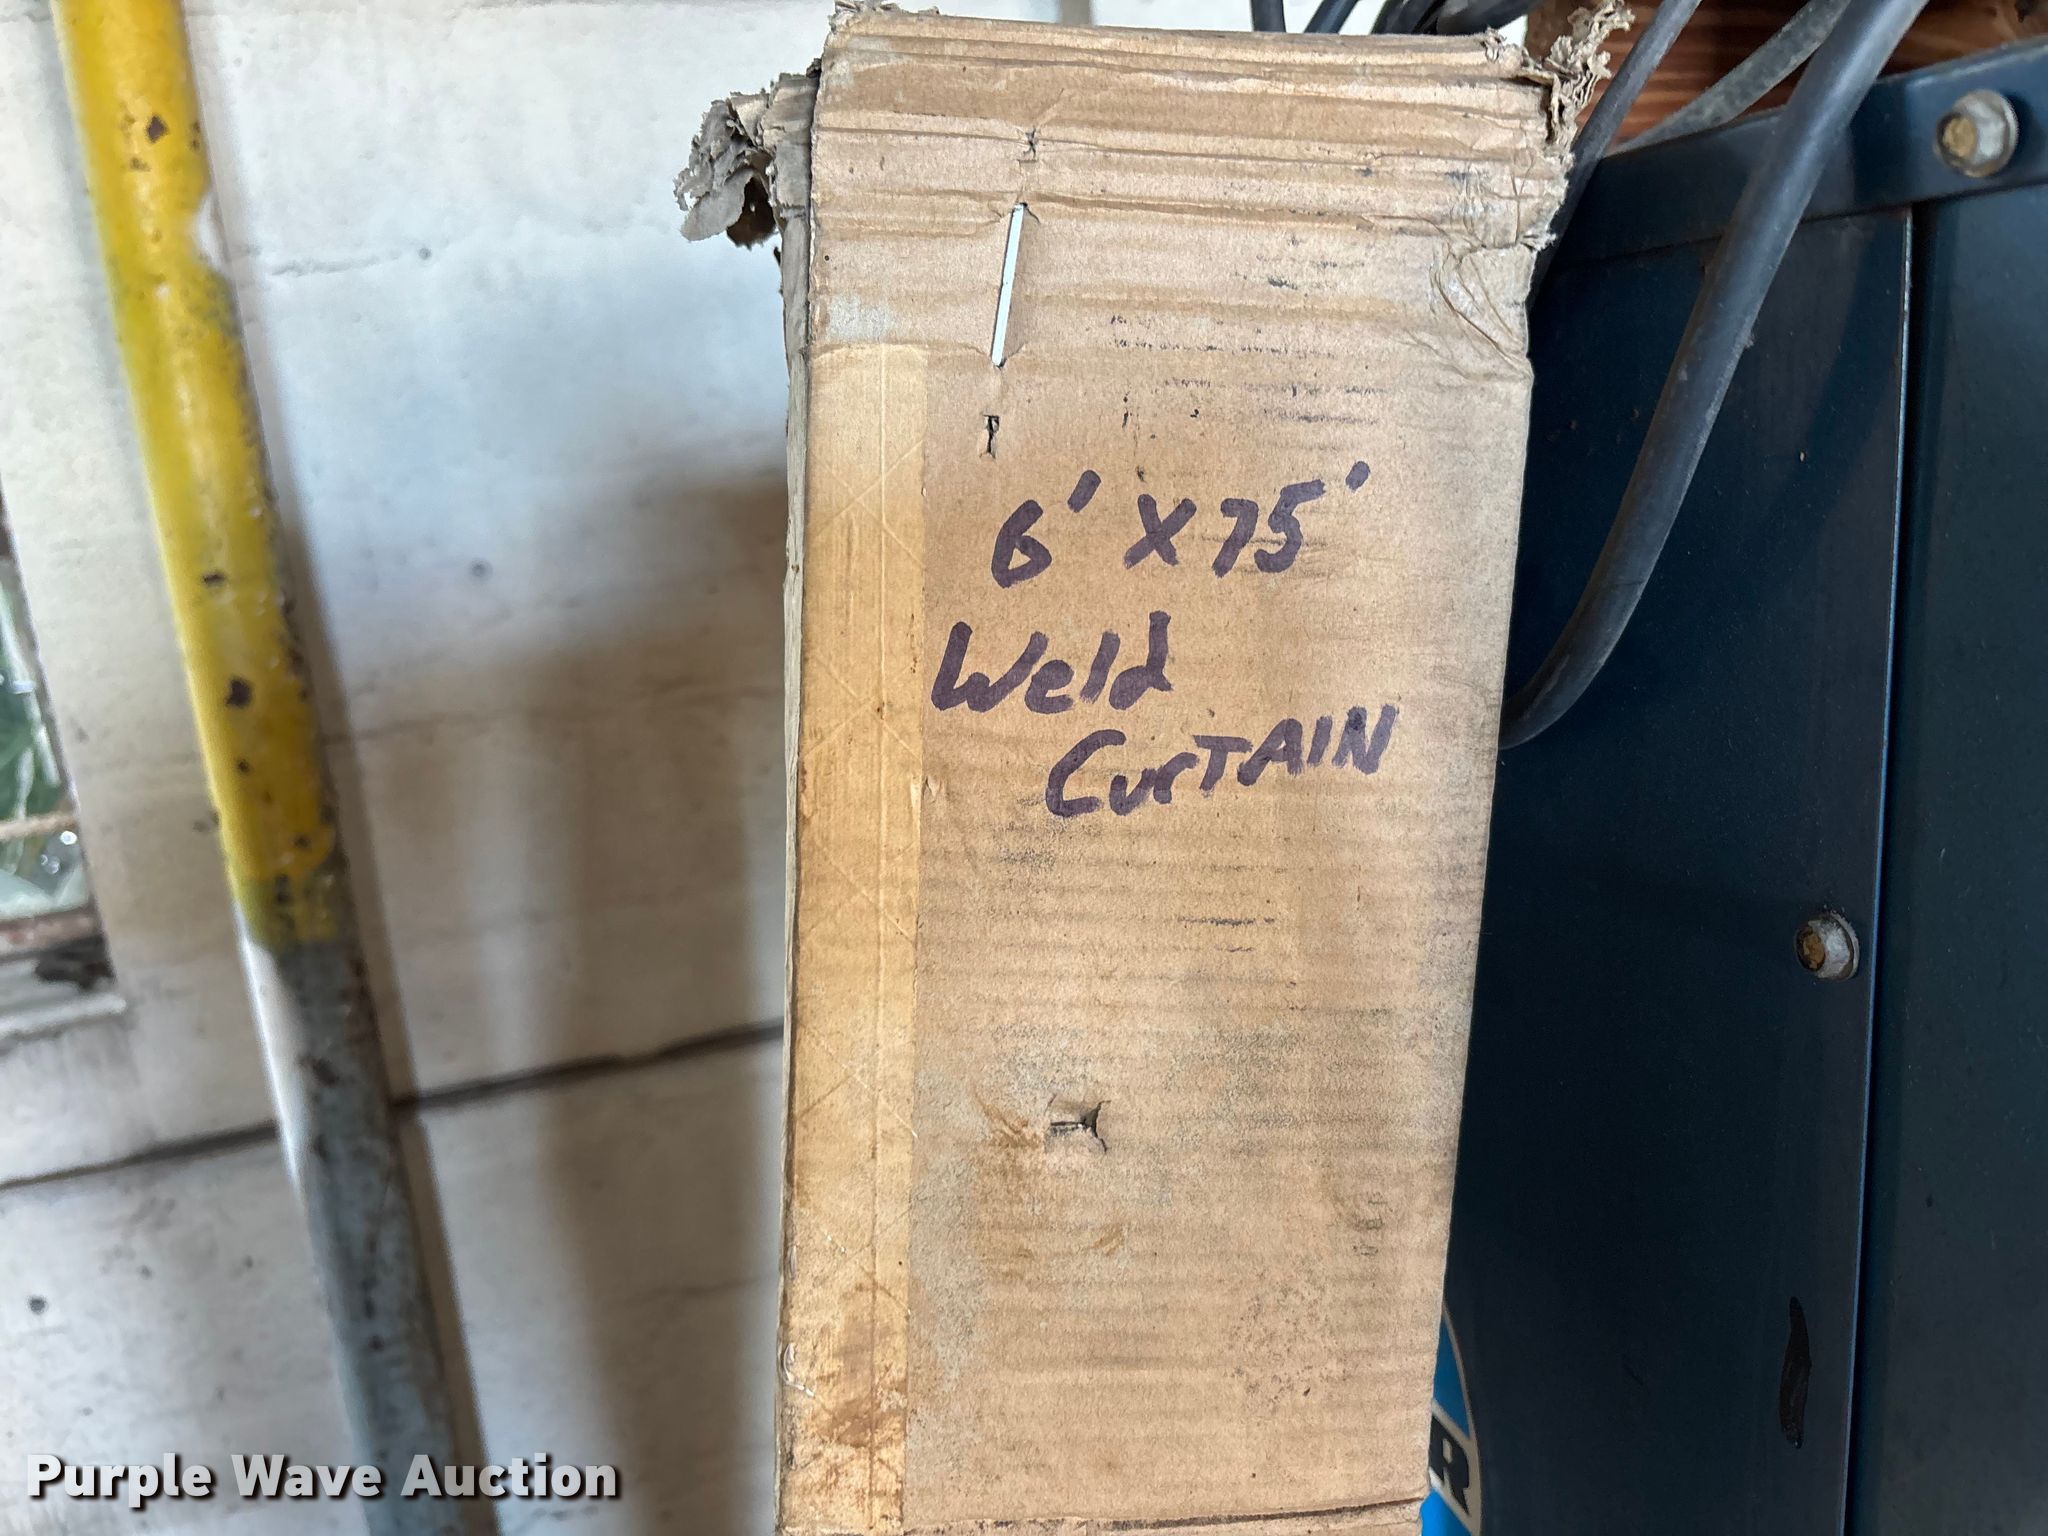 6' x 75'
Weld
CurTAIN
R
Purple Wave Auction